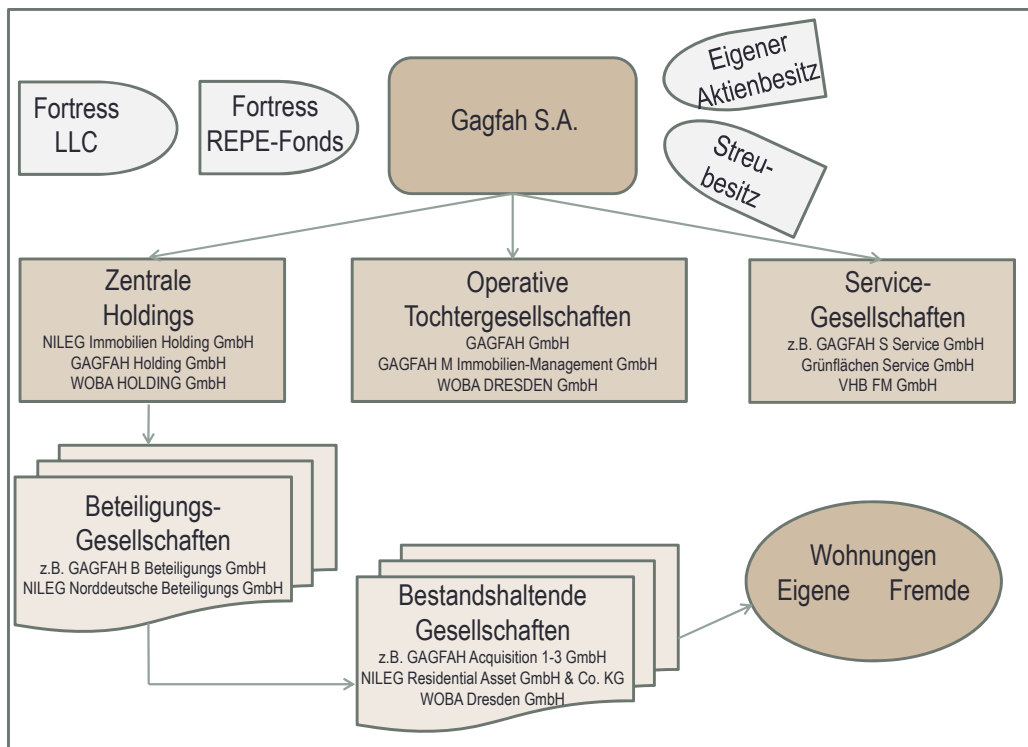 Fortress
LLC
Fortress
REPE-Fonds
Gagfah S.A.
Eigener
Aktienbesitz
Streu-
besitz
Zentrale
Holdings
NILEG Immobilien Holding GmbH
GAGFAH Holding GmbH
WOBA HOLDING GmbH
Operative
Tochtergesellschaften
GAGFAH GmbH
GAGFAH M Immobilien-Management GmbH
WOBA DRESDEN GmbH
Service-
Gesellschaften
z.B. GAGFAH S Service GmbH
Grünflächen Service GmbH
VHB FM GmbH
Beteiligungs-
Gesellschaften
z.B. GAGFAH B Beteiligungs GmbH
NILEG Norddeutsche Beteiligungs GmbH
Bestandshaltende
Gesellschaften
z.B. GAGFAH Acquisition 1-3 GmbH
NILEG Residential Asset GmbH & Co. KG
WOBA Dresden GmbH
Wohnungen
Eigene Fremde